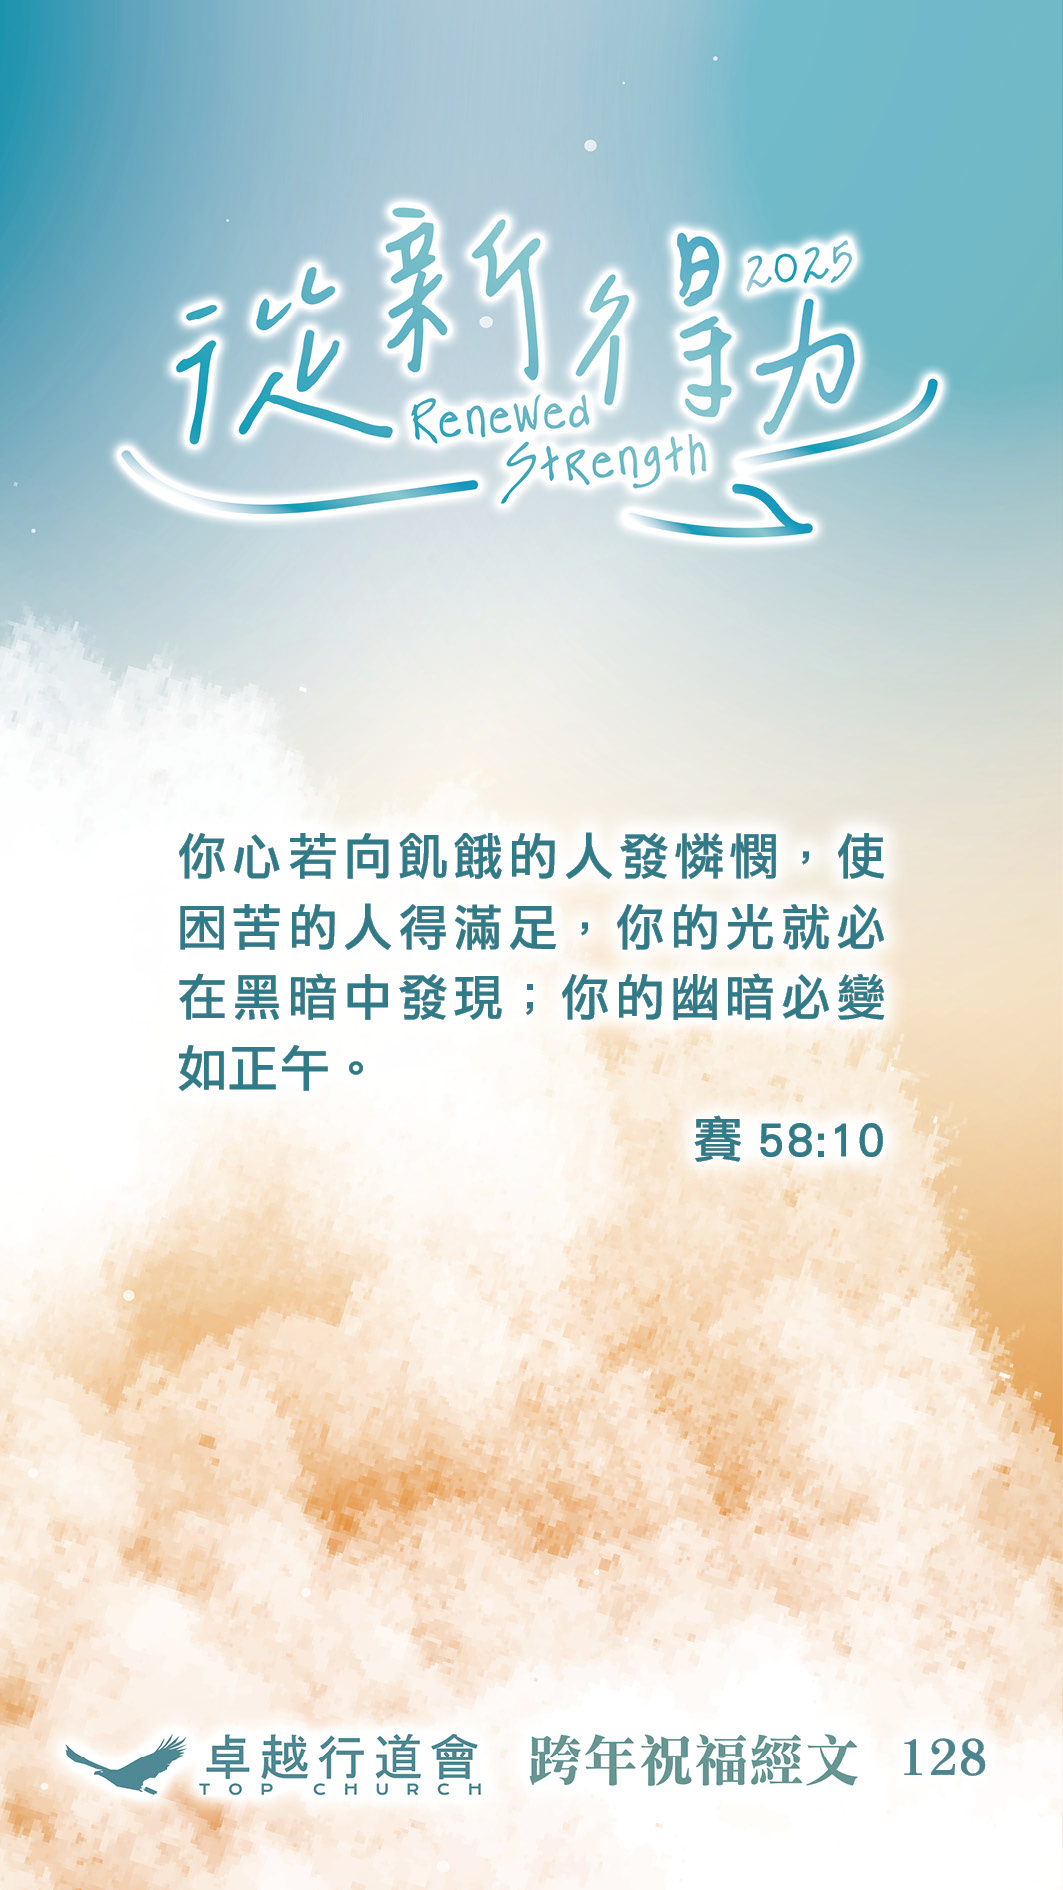 從新得力 2025
Renewed
Strength
你心若向飢餓的人發憐憫，使
困苦的人得滿足，你的光就必
在黑暗中發現；你的幽暗必變
如正午。
賽 58:10
卓越行道會
TOP CHURCH
跨年祝福經文 128